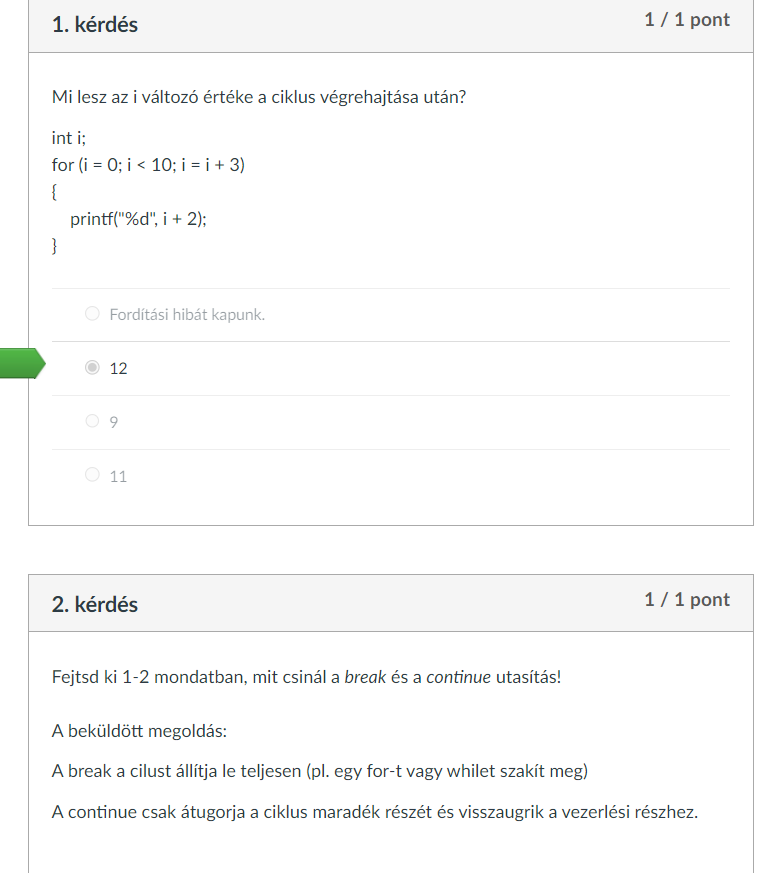 1. kérdés
1 / 1 pont
Mi lesz az i változó értéke a ciklus végrehajtása után?
int i;
for (i = 0; i < 10; i = i + 3)
{
printf("%d", i + 2);
}
Fordítási hibát kapunk.
12
9
11
2. kérdés
1 / 1 pont
Fejtsd ki 1-2 mondatban, mit csinál a break és a continue utasítás!
A beküldött megoldás:
A break a cilust állítja le teljesen (pl. egy for-t vagy whilet szakít meg)
A continue csak átugorja a ciklus maradék részét és visszaugrik a vezerlési részhez.